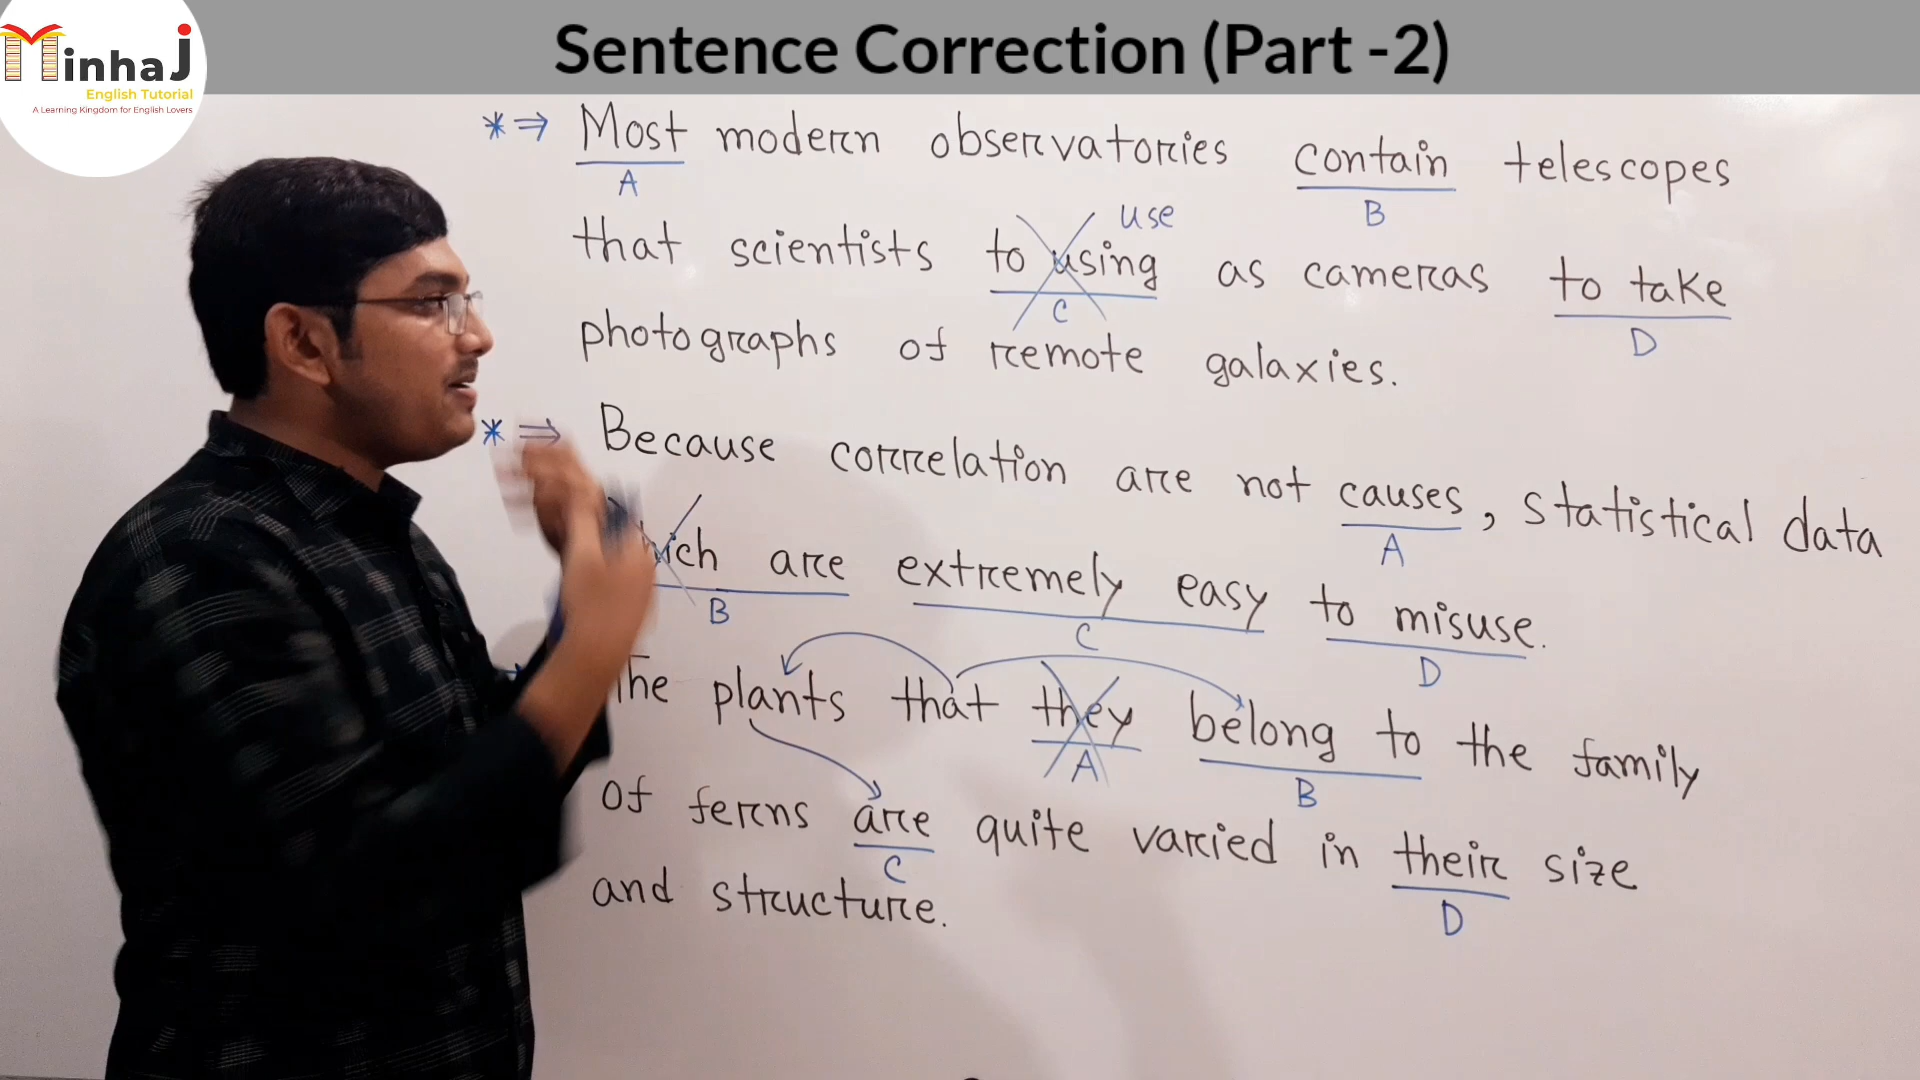 Minhaj
English Tutorial
A Learning Kingdom for English Lovers
Sentence Correction (Part -2)
*⇒ Most modern observatories contain telescopes
A
B
use
that scientists to using as cameras to take
C
D
photographs of remote galaxies.
*⇒ Because correlation are not causes, statistical data
A
are extremely easy to misuse.
B
C
D
The plants that they belong to the family
A
B
of ferns are quite varied in their size
C
D
and structure.